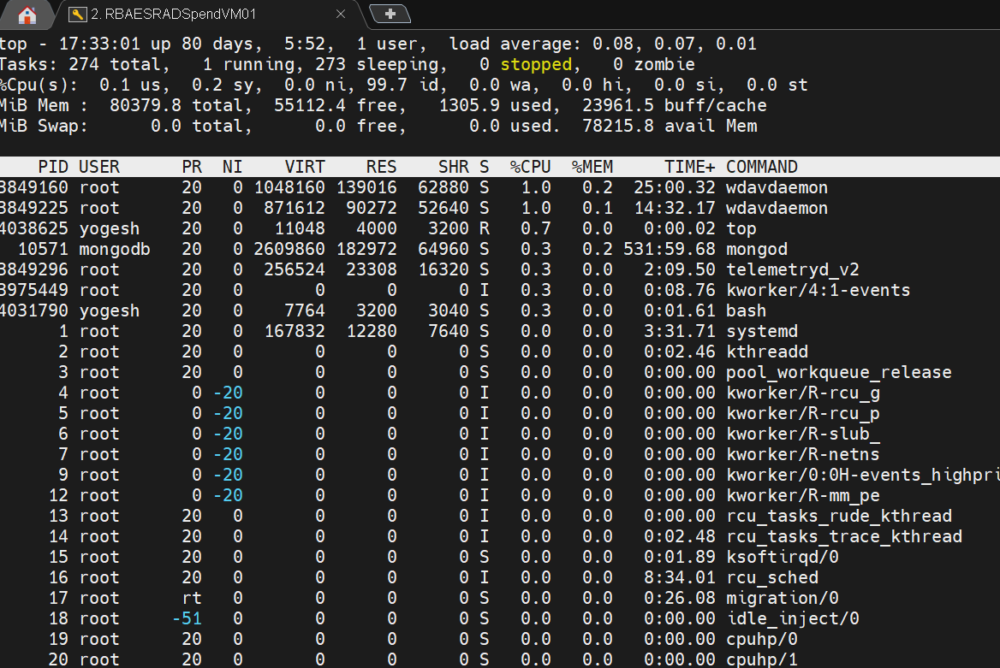 2. RBAESRADSpendVM01
top - 17:33:01 up 80 days,  5:52,  1 user,  load average: 0.08, 0.07, 0.01
Tasks: 274 total,   1 running, 273 sleeping,   0 stopped,   0 zombie
%Cpu(s):  0.1 us,  0.2 sy,  0.0 ni, 99.7 id,  0.0 wa,  0.0 hi,  0.0 si,  0.0 st
MiB Mem :  80379.8 total,  55112.4 free,   1305.9 used,  23961.5 buff/cache
MiB Swap:      0.0 total,      0.0 free,      0.0 used.  78215.8 avail Mem
PID USER      PR  NI    VIRT    RES    SHR S  %CPU  %MEM     TIME+ COMMAND
3849160 root      20   0 1048160 139016  62880 S   1.0   0.2  25:00.32 wdavdaemon
3849225 root      20   0  871612  90272  52640 S   1.0   0.1  14:32.17 wdavdaemon
4038625 yogesh    20   0   11048   4000   3200 R   0.7   0.0   0:00.02 top
10571 mongodb   20   0 2609860 182972  64960 S   0.3   0.2 531:59.68 mongod
3849296 root      20   0  256524  23308  16320 S   0.3   0.0   2:09.50 telemetryd_v2
3975449 root      20   0       0      0      0 I   0.3   0.0   0:08.76 kworker/4:1-events
4031790 yogesh    20   0    7764   3200   3040 S   0.3   0.0   0:01.61 bash
1 root      20   0  167832  12280   7640 S   0.0   0.0   3:31.71 systemd
2 root      20   0       0      0      0 S   0.0   0.0   0:02.46 kthreadd
3 root      20   0       0      0      0 S   0.0   0.0   0:00.00 pool_workqueue_release
4 root       0 -20       0      0      0 I   0.0   0.0   0:00.00 kworker/R-rcu_g
5 root       0 -20       0      0      0 I   0.0   0.0   0:00.00 kworker/R-rcu_p
6 root       0 -20       0      0      0 I   0.0   0.0   0:00.00 kworker/R-slub_
7 root       0 -20       0      0      0 I   0.0   0.0   0:00.00 kworker/R-netns
9 root       0 -20       0      0      0 I   0.0   0.0   0:00.00 kworker/0:0H-events_highpri
12 root       0 -20       0      0      0 I   0.0   0.0   0:00.00 kworker/R-mm_pe
13 root      20   0       0      0      0 I   0.0   0.0   0:00.00 rcu_tasks_rude_kthread
14 root      20   0       0      0      0 I   0.0   0.0   0:02.48 rcu_tasks_trace_kthread
15 root      20   0       0      0      0 S   0.0   0.0   0:01.89 ksoftirqd/0
16 root      20   0       0      0      0 I   0.0   0.0   8:34.01 rcu_sched
17 root      rt   0       0      0      0 S   0.0   0.0   0:26.08 migration/0
18 root     -51   0       0      0      0 S   0.0   0.0   0:00.00 idle_inject/0
19 root      20   0       0      0      0 S   0.0   0.0   0:00.00 cpuhp/0
20 root      20   0       0      0      0 S   0.0   0.0   0:00.00 cpuhp/1